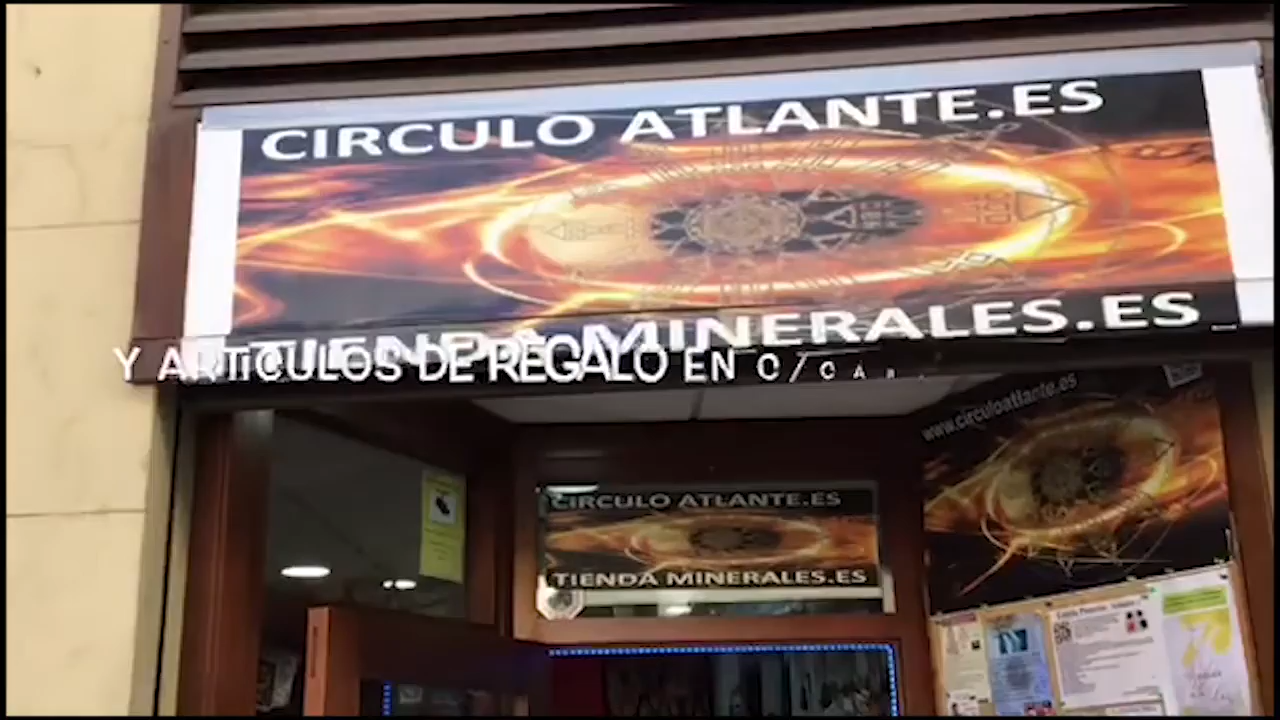 CIRCULO ATLANTE.ES
TIENDA MINERALES.ES
Y ARTICULOS DE REGALO EN C/
www.circuloatlante.es
CIRCULO ATLANTE.ES
TIENDA MINERALES.ES